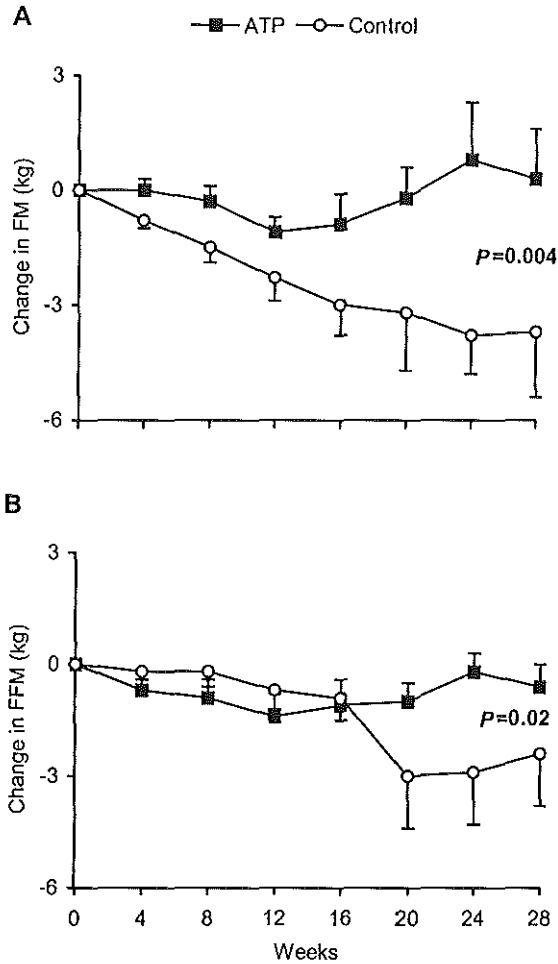 A
ATP Control
3
0
-3
-6
Change in FM (kg)
P=0.004
B
3
0
-3
-6
Change in FFM (kg)
P=0.02
0 4 8 12 16 20 24 28
Weeks